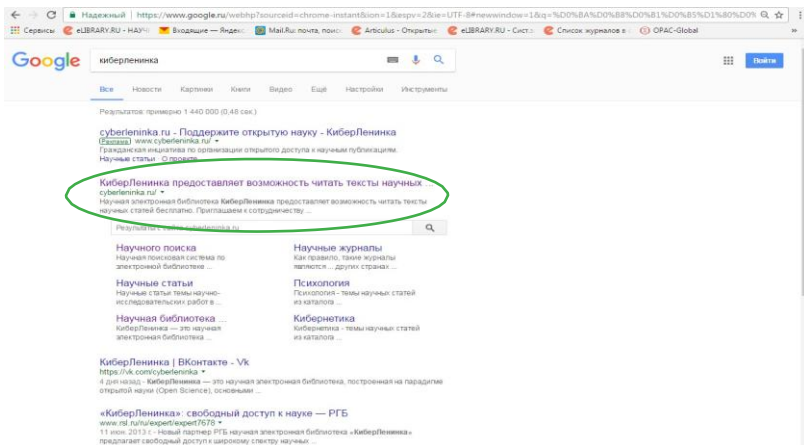 Надежный | https://www.google.ru/webhp?sourceid=chrome-instant&ion=1&espv=2&ie=UTF-8#newwindow=1&q=%D0%BA%D0%B8%D0%B1%D0%B5%D1%80%D0%
Сервисы eLIBRARY.RU - НАУЧ Входящие — Яндекс Mail.Ru: почта, поиск Articulus - Открытые eLIBRARY.RU - Сист Список журналов в OPAC-Global
Google киберленинка Войти
Все Новости Картинки Книги Видео Ещё Настройки Инструменты
Результатов: примерно 1 440 000 (0,48 сек.)
cyberleninka.ru - Поддержите открытую науку - КиберЛенинка
Реклама www.cyberleninka.ru/
Гражданская инициатива по организации открытого доступа к научным публикациям.
Научные статьи · О проекте
КиберЛенинка предоставляет возможность читать тексты научных ...
cyberleninka.ru/
Научная электронная библиотека КиберЛенинка предоставляет возможность читать тексты
научных статей бесплатно. Приглашаем к сотрудничеству ...
Результаты с сайта cyberleninka.ru
Научного поиска Научные журналы
Научная поисковая система по Как правило, такие журналы
электронной библиотеке ... являются ... других странах ...
Научные статьи Психология
Научные статьи темы научно- Психология - темы научных статей
исследовательских работ в ... из каталога ...
Научная библиотека ... Кибернетика
КиберЛенинка — это научная Кибернетика - темы научных статей
электронная библиотека ... из каталога ...
КиберЛенинка | ВКонтакте - Vk
https://vk.com/cyberleninka
4 дня назад - КиберЛенинка — это научная электронная библиотека, построенная на парадигме
открытой науки (Open Science), основными ...
«КиберЛенинка»: свободный доступ к науке — РГБ
www.rsl.ru/ru/expert/expert7678
11 июн. 2013 г. - Новый партнер РГБ научная электронная библиотека «КиберЛенинка»
предлагает свободный доступ к широкому спектру научных ...